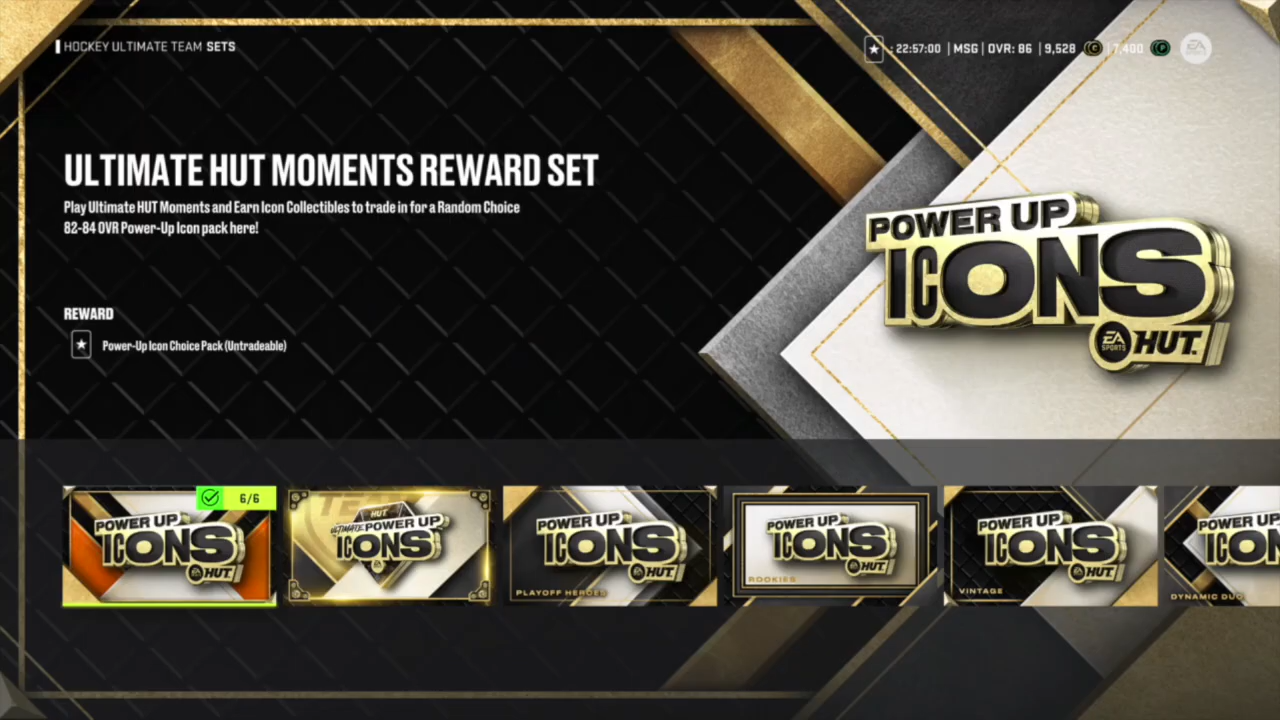 HOCKEY ULTIMATE TEAM SETS
22:57:00 | MSG | OVR: 86 | 9,528 | 7,400
EA
ULTIMATE HUT MOMENTS REWARD SET
Play Ultimate HUT Moments and Earn Icon Collectibles to trade in for a Random Choice
82-84 OVR Power-Up Icon pack here!
POWER UP
ICONS
EA SPORTS HUT
REWARD
Power-Up Icon Choice Pack (Untradeable)
6/6
POWER UP
ICONS
HUT
HUT
ULTIMATE POWER UP
ICONS
POWER UP
ICONS
HUT
PLAYOFF HEROES
POWER UP
ICONS
HUT
ROOKIES
POWER UP
ICONS
HUT
VINTAGE
POWER UP
ICON
HUT
DYNAMIC DUO